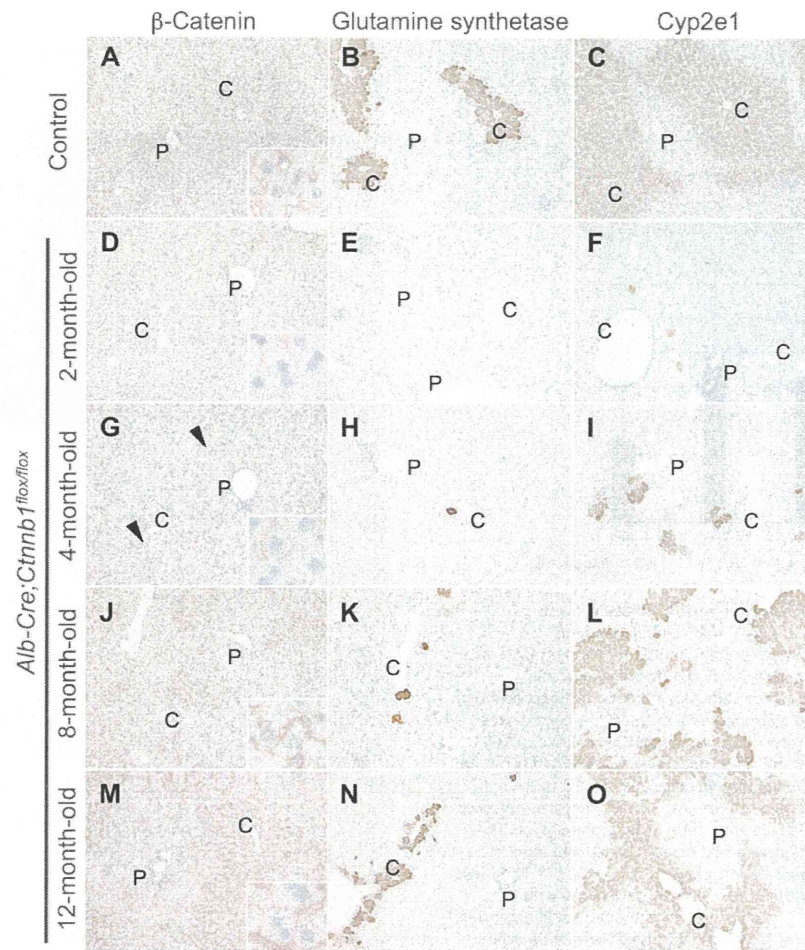 β-Catenin Glutamine synthetase Cyp2e1
Control
A C P
B P C C
C C P C
Alb-Cre;Ctnnb1flox/flox
2-month-old
D P C
E P C P
F C C P
4-month-old
G P C
H P C
I P C
8-month-old
J P C
K C P
L C P
12-month-old
M C P
N C P
O P C